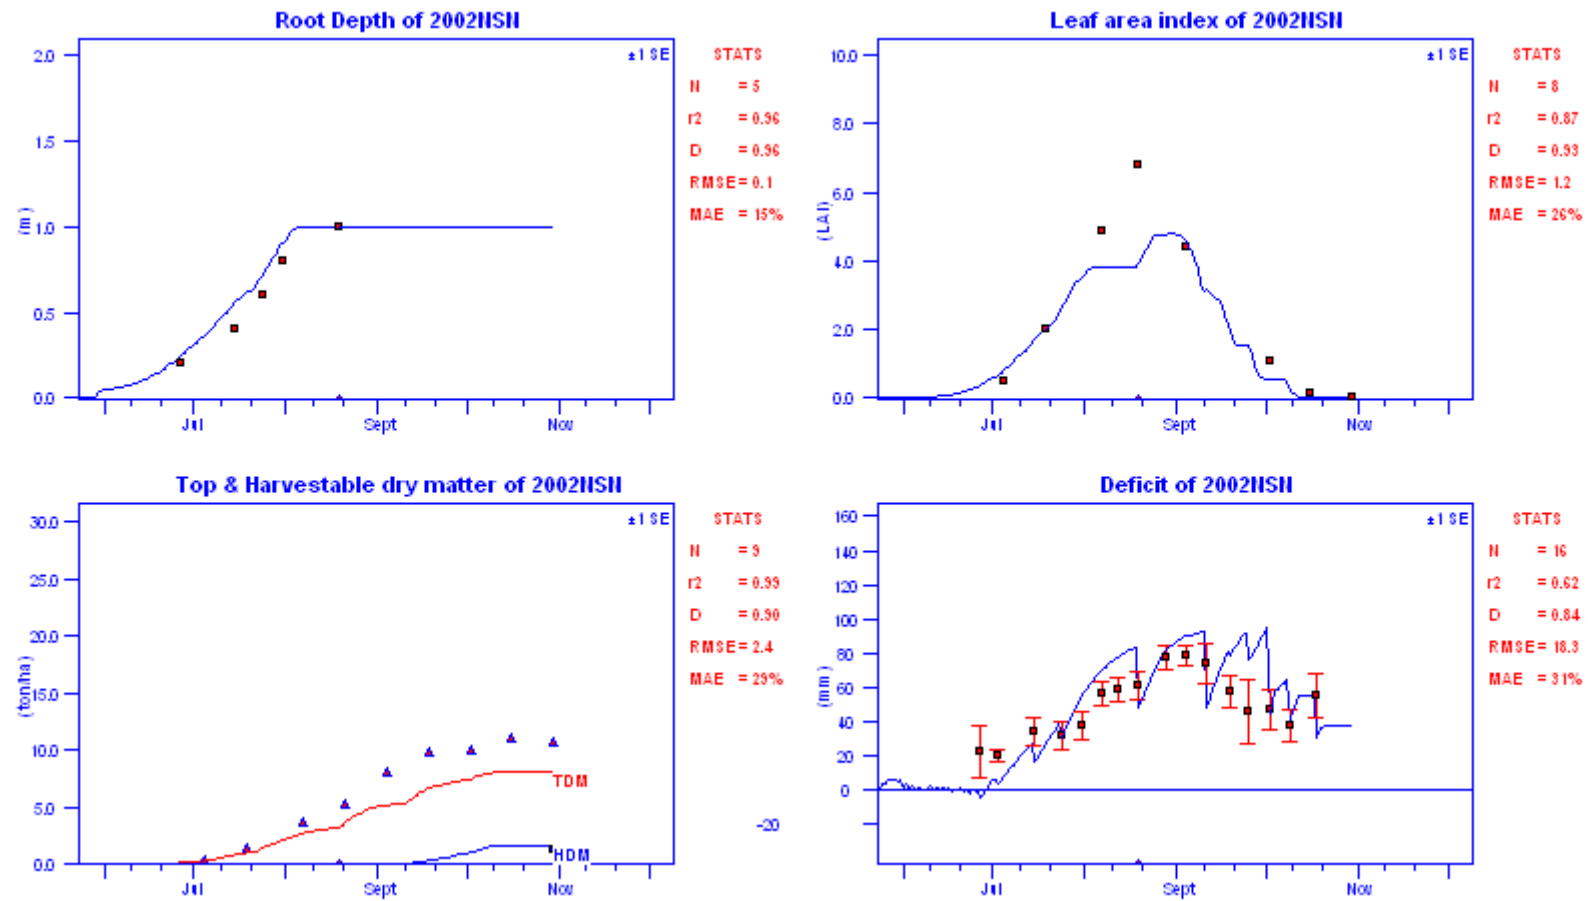 Root Depth of 2002NSN
±1 SE
STATS
N = 5
r2 = 0.96
D = 0.96
RMSE = 0.1
MAE = 15%
2.0
1.5
1.0
0.5
0.0
(m)
Jul Sept Nov
Leaf area index of 2002NSN
±1 SE
STATS
N = 8
r2 = 0.87
D = 0.93
RMSE = 1.2
MAE = 26%
10.0
8.0
6.0
4.0
2.0
0.0
(LAI)
Jul Sept Nov
Top & Harvestable dry matter of 2002NSN
±1 SE
STATS
N = 9
r2 = 0.99
D = 0.90
RMSE = 2.4
MAE = 29%
30.0
25.0
20.0
15.0
10.0
5.0
0.0
(ton/ha)
TDM
HDM
Jul Sept Nov
Deficit of 2002NSN
±1 SE
STATS
N = 16
r2 = 0.62
D = 0.84
RMSE = 18.3
MAE = 31%
160
140
120
100
80
60
40
20
0
-20
(mm)
Jul Sept Nov